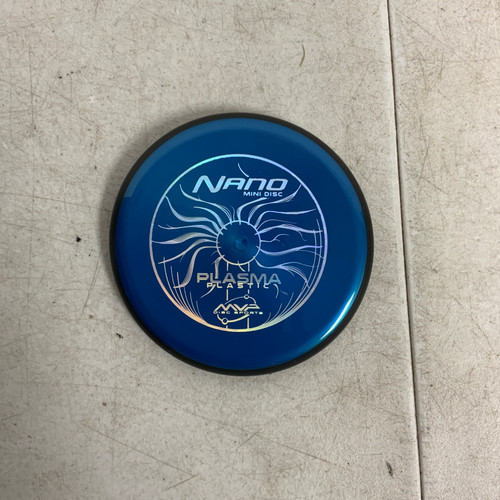 NANO
MINI DISC
PLASMA
PLASTIC
MVP
DISC SPORTS